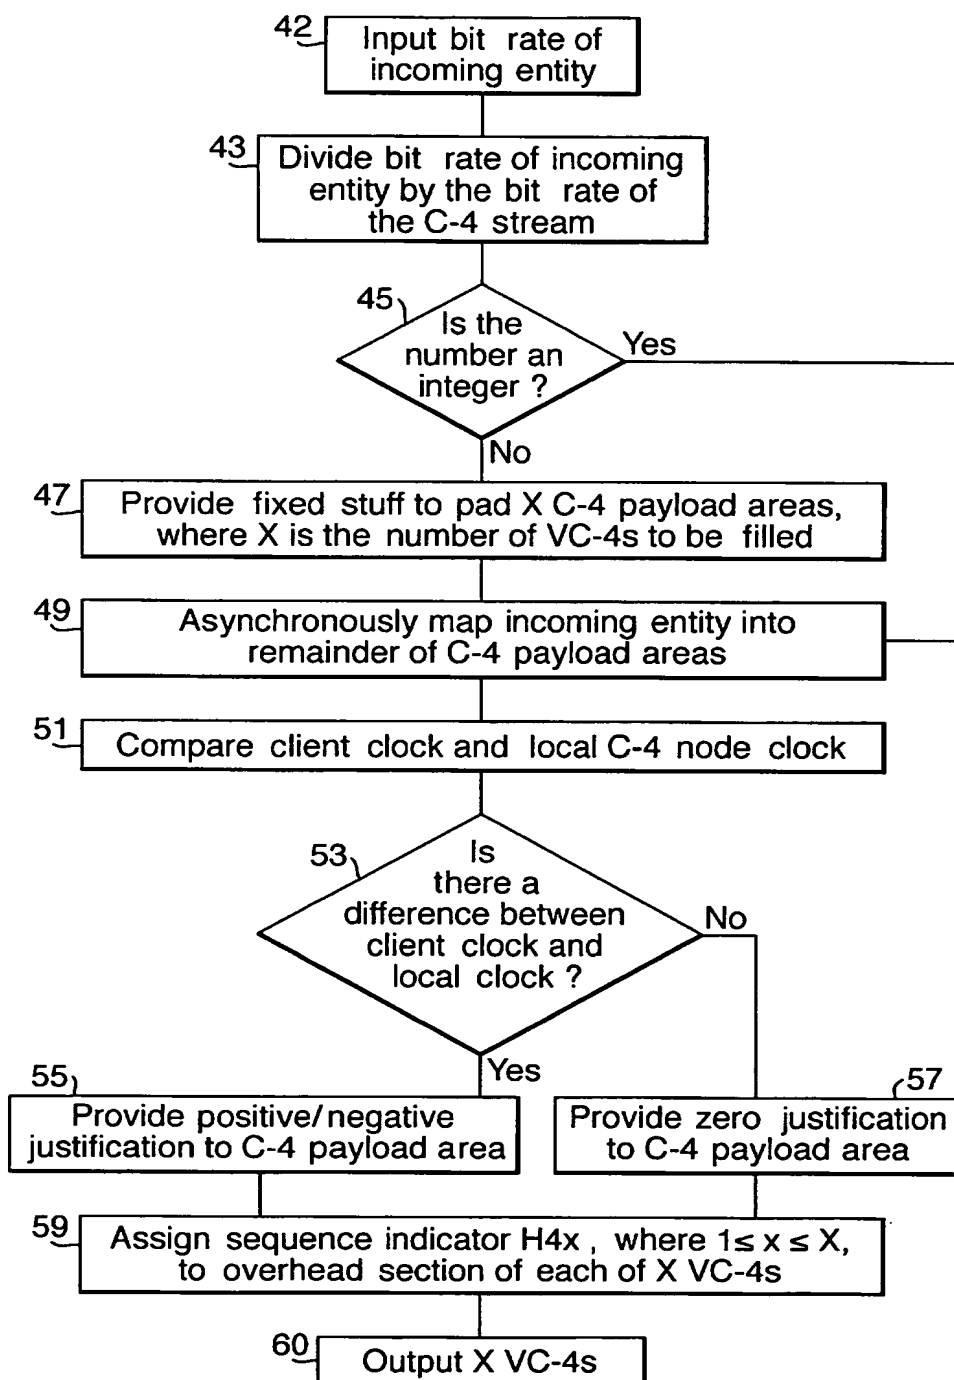 42
Input bit rate of
incoming entity
43
Divide bit rate of incoming
entity by the bit rate of
the C-4 stream
45
Is the
number an
integer ?
Yes
No
47
Provide fixed stuff to pad X C-4 payload areas,
where X is the number of VC-4s to be filled
49
Asynchronously map incoming entity into
remainder of C-4 payload areas
51
Compare client clock and local C-4 node clock
53
Is
there a
difference between
client clock and
local clock ?
No
Yes
55
Provide positive/negative
justification to C-4 payload area
57
Provide zero justification
to C-4 payload area
59
Assign sequence indicator H4x , where 1≤ x ≤ X,
to overhead section of each of X VC-4s
60
Output X VC-4s